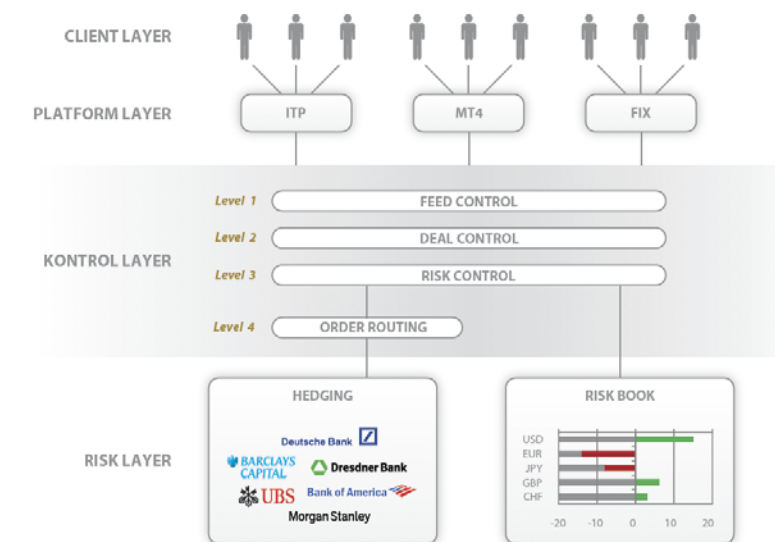 CLIENT LAYER
PLATFORM LAYER
ITP
MT4
FIX
KONTROL LAYER
Level 1
FEED CONTROL
Level 2
DEAL CONTROL
Level 3
RISK CONTROL
Level 4
ORDER ROUTING
RISK LAYER
HEDGING
Deutsche Bank
BARCLAYS
CAPITAL
Dresdner Bank
UBS
Bank of America
Morgan Stanley
RISK BOOK
USD
EUR
JPY
GBP
CHF
-20 -10 0 10 20